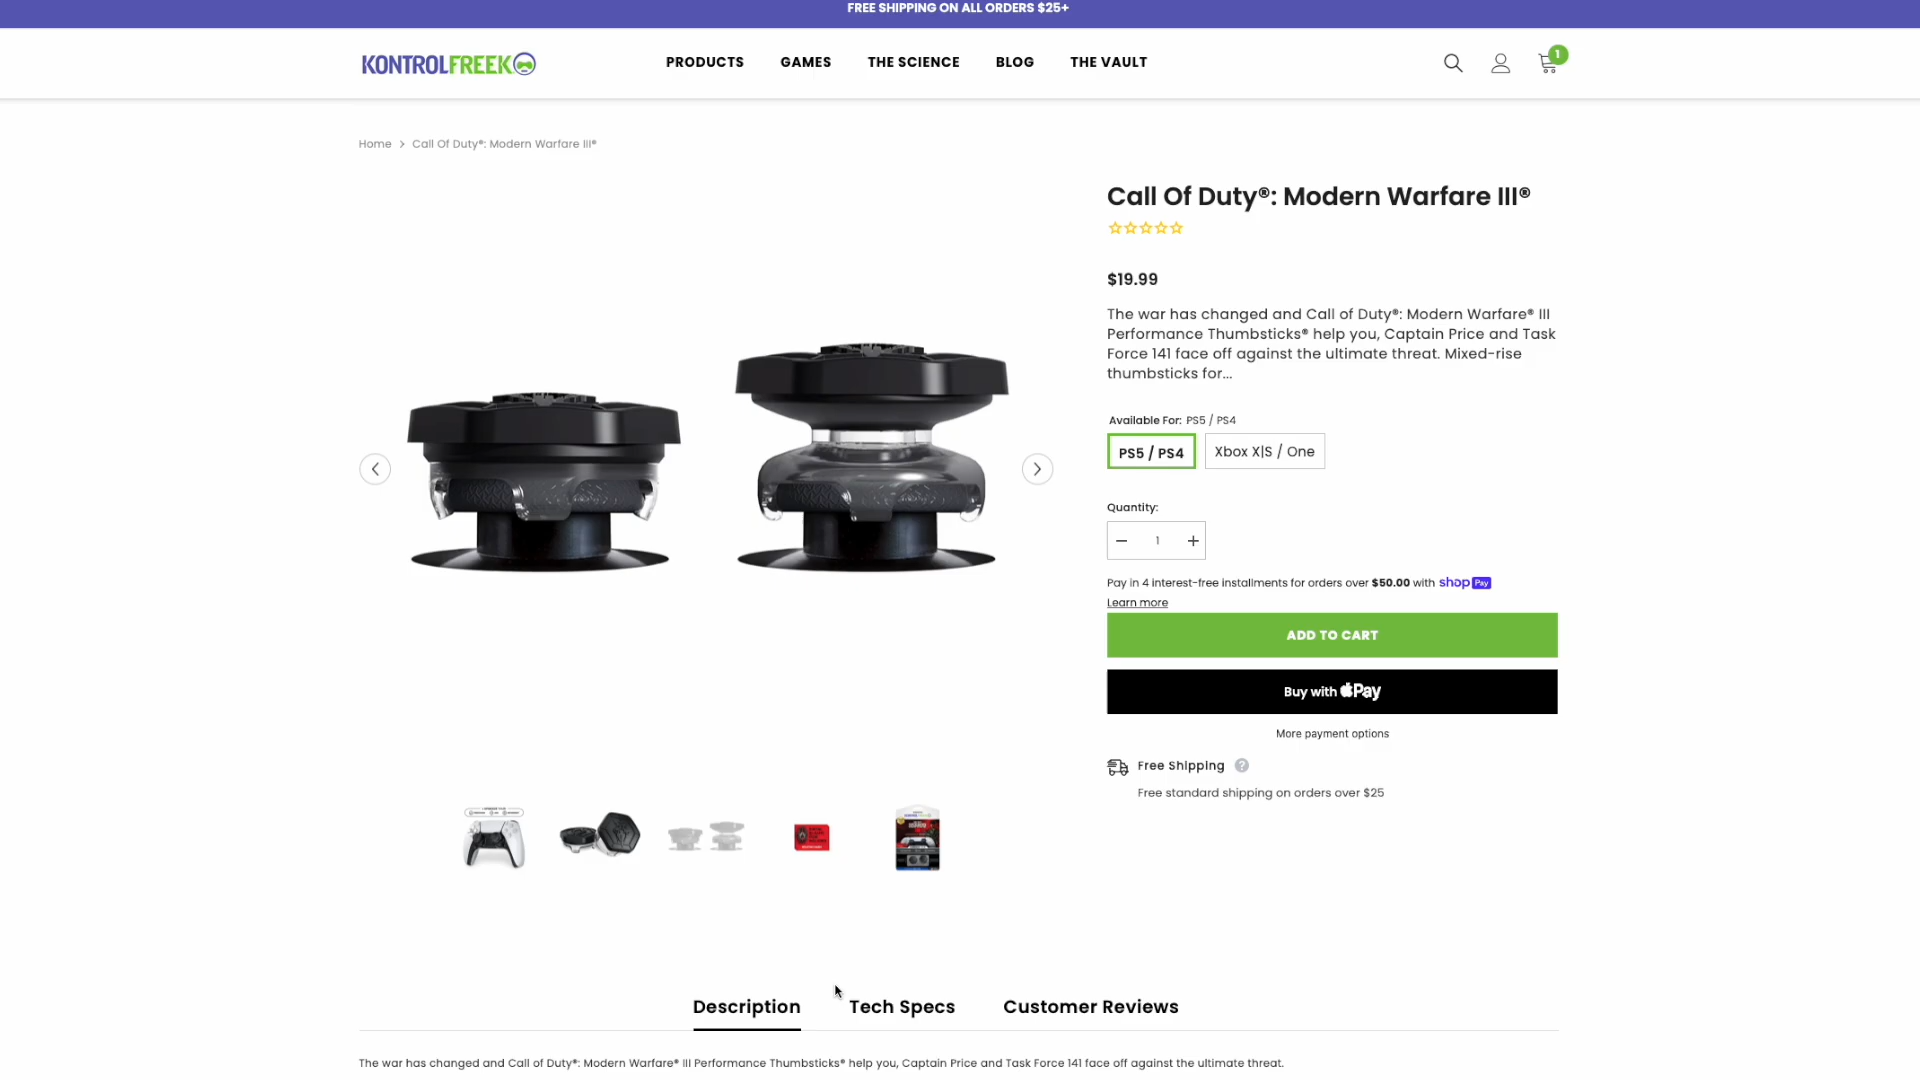 FREE SHIPPING ON ALL ORDERS $25+
KONTROLFREEK
PRODUCTS
GAMES
THE SCIENCE
BLOG
THE VAULT
1
Home > Call Of Duty®: Modern Warfare III®
Call Of Duty®: Modern Warfare III®
$19.99
The war has changed and Call of Duty®: Modern Warfare® III
Performance Thumbsticks® help you, Captain Price and Task
Force 141 face off against the ultimate threat. Mixed-rise
thumbsticks for...
Available For: PS5 / PS4
PS5 / PS4
Xbox X|S / One
Quantity:
1
Pay in 4 interest-free installments for orders over $50.00 with shop Pay
Learn more
ADD TO CART
Buy with Pay
More payment options
Free Shipping ?
Free standard shipping on orders over $25
Description
Tech Specs
Customer Reviews
The war has changed and Call of Duty®: Modern Warfare® III Performance Thumbsticks® help you, Captain Price and Task Force 141 face off against the ultimate threat.